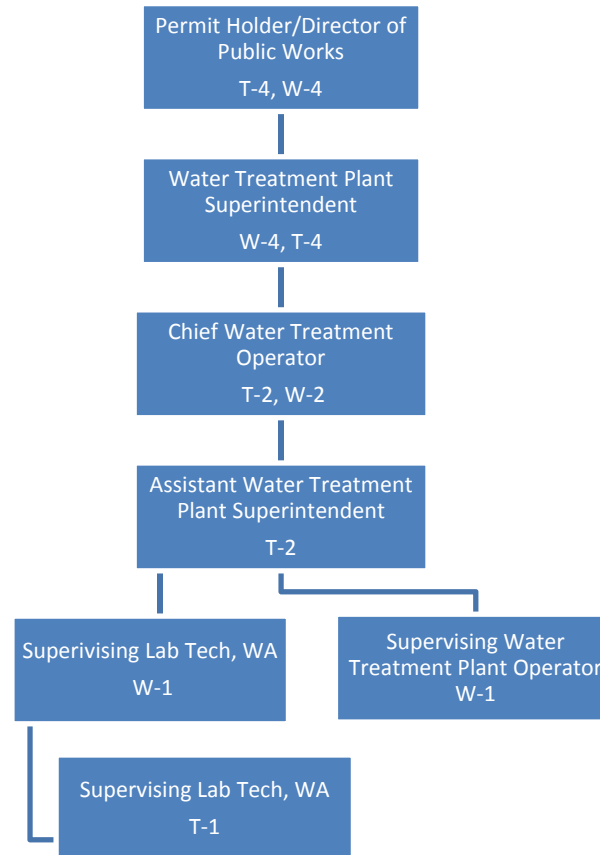 Permit Holder/Director of
Public Works
T-4, W-4
Water Treatment Plant
Superintendent
W-4, T-4
Chief Water Treatment
Operator
T-2, W-2
Assistant Water Treatment
Plant Superintendent
T-2
Superivising Lab Tech, WA
W-1
Supervising Water
Treatment Plant Operator
W-1
Supervising Lab Tech, WA
T-1